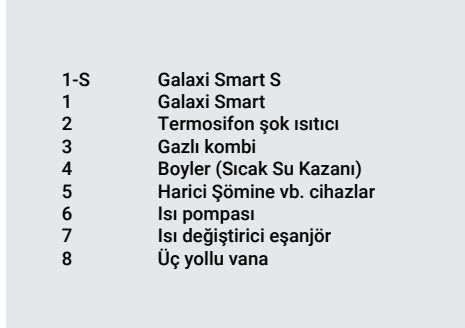 1-S Galaxi Smart S
1 Galaxi Smart
2 Termosifon şok ısıtıcı
3 Gazlı kombi
4 Boyler (Sıcak Su Kazanı)
5 Harici Şömine vb. cihazlar
6 Isı pompası
7 Isı değiştirici eşanjör
8 Üç yollu vana